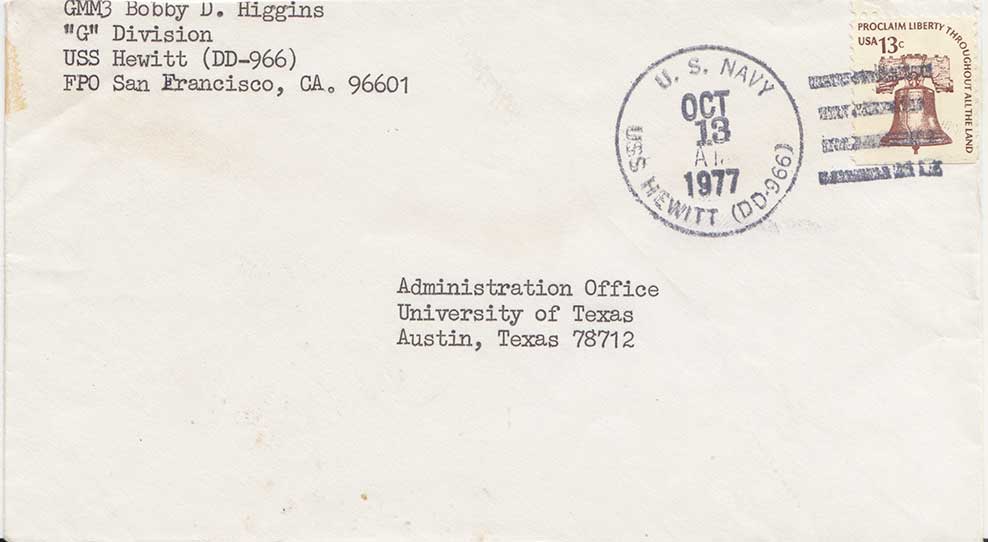 GMM3 Bobby D. Higgins
"G" Division
USS Hewitt (DD-966)
FPO San Francisco, CA. 96601
U. S. NAVY
OCT
13
1977
USS HEWITT (DD-966)
PROCLAIM LIBERTY THROUGHOUT ALL THE LAND
USA 13c
Administration Office
University of Texas
Austin, Texas 78712